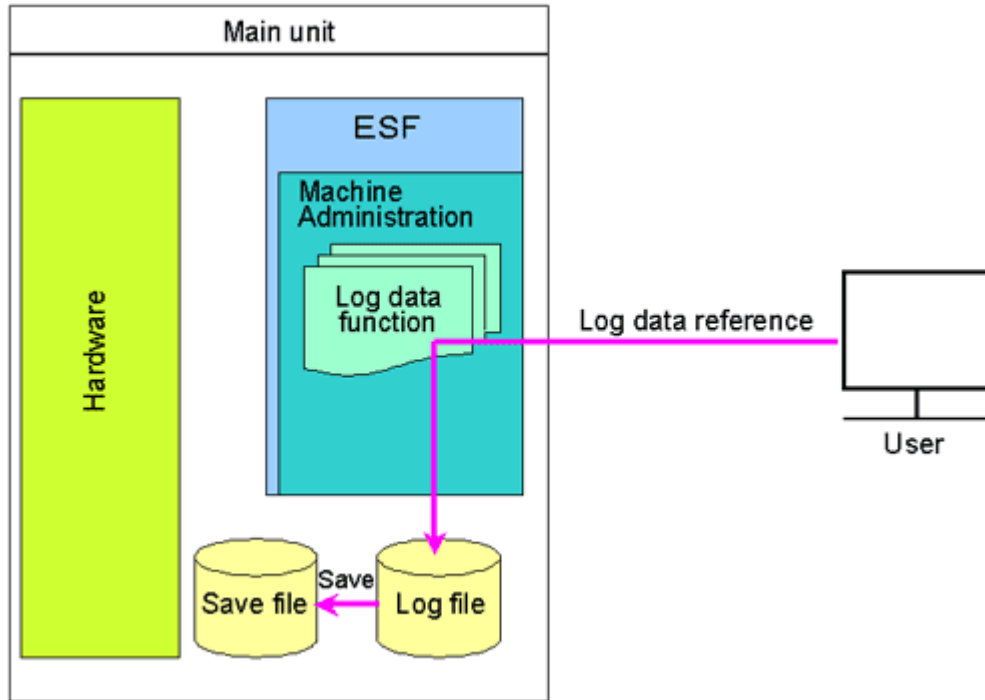 Main unit
ESF
Machine
Administration
Log data
function
Hardware
Log data reference
User
Save
Save file
Log file